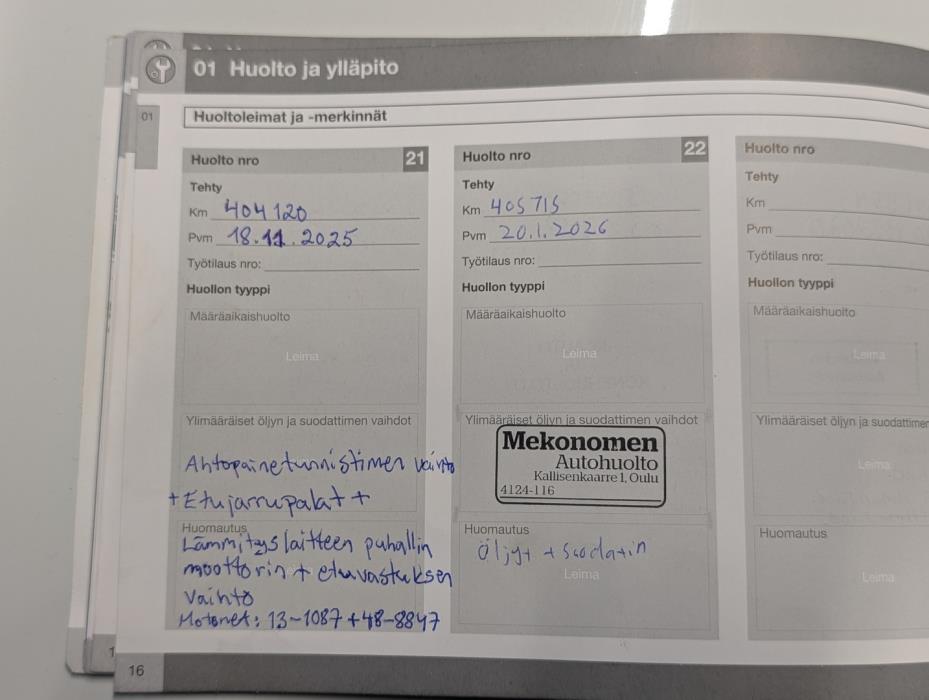 01 Huolto ja ylläpito
01
Huoltoleimat ja -merkinnät
Huolto nro 21
Tehty
Km 404 120
Pvm 18.11.2025
Työtilaus nro:
Huollon tyyppi
Määräaikaishuolto
Leima
Ylimääräiset öljyn ja suodattimen vaihdot
Ahtopainetunnistimen vaihto
+ Etujarrupalat +
Huomautus
Lämmityslaitteen puhallin
moottorin + etuvastuksen
vaihto
Motonet: 13-1087 + 48-8847
Huolto nro 22
Tehty
Km 405 715
Pvm 20.1.2026
Työtilaus nro:
Huollon tyyppi
Määräaikaishuolto
Leima
Ylimääräiset öljyn ja suodattimen vaihdot
Mekonomen
Autohuolto
Kallisenkaarre 1, Oulu
4124-116
Huomautus
Öljyt + suodatin
Leima
Huolto nro
Tehty
Km
Pvm
Työtilaus nro:
Huollon tyyppi
Määräaikaishuolto
Leima
Ylimääräiset öljyn ja suodattimen
Leima
Huomautus
Leima
16